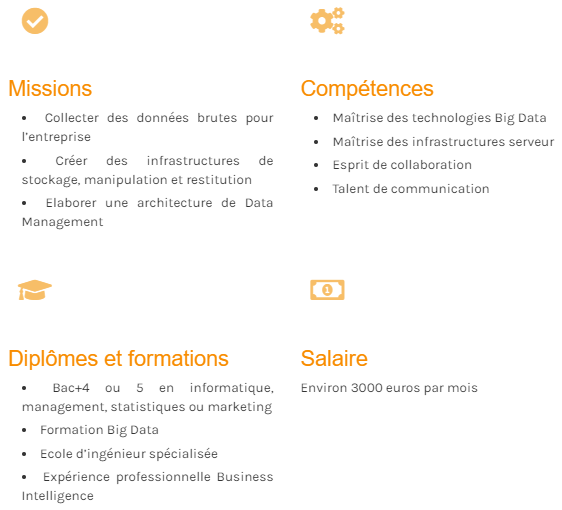 Missions
• Collecter des données brutes pour
l'entreprise
• Créer des infrastructures de
stockage, manipulation et restitution
• Elaborer une architecture de Data
Management
Compétences
• Maîtrise des technologies Big Data
• Maîtrise des infrastructures serveur
• Esprit de collaboration
• Talent de communication
Diplômes et formations
• Bac+4 ou 5 en informatique,
management, statistiques ou marketing
• Formation Big Data
• Ecole d'ingénieur spécialisée
• Expérience professionnelle Business
Intelligence
1
Salaire
Environ 3000 euros par mois